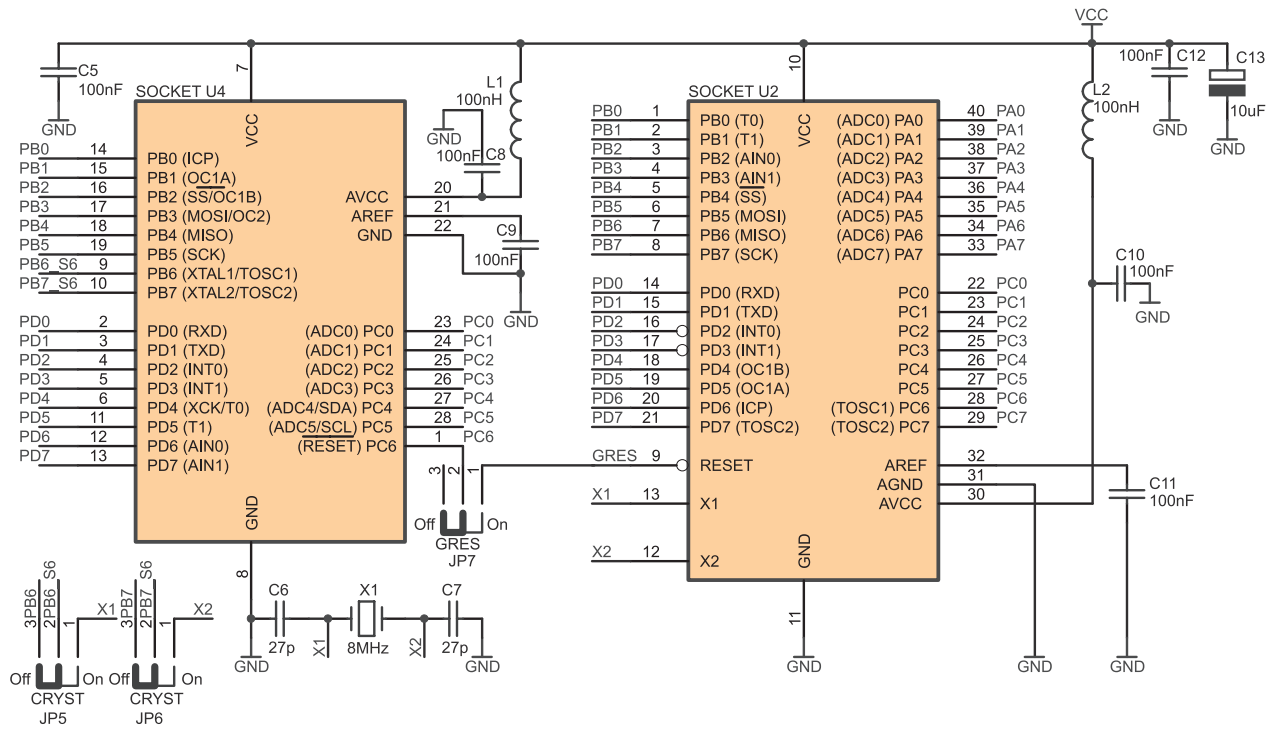 VCC
C5
100nF
GND
7
SOCKET U4
VCC
L1
100nH
GND
100nF
C8
PB0 14 PB0 (ICP)
PB1 15 PB1 (OC1A)
PB2 16 PB2 (SS/OC1B)
PB3 17 PB3 (MOSI/OC2)
PB4 18 PB4 (MISO)
PB5 19 PB5 (SCK)
PB6_S6 9 PB6 (XTAL1/TOSC1)
PB7_S6 10 PB7 (XTAL2/TOSC2)
AVCC 20
AREF 21
GND 22
C9
100nF
GND
PD0 2 PD0 (RXD)
PD1 3 PD1 (TXD)
PD2 4 PD2 (INT0)
PD3 5 PD3 (INT1)
PD4 6 PD4 (XCK/T0)
PD5 11 PD5 (T1)
PD6 12 PD6 (AIN0)
PD7 13 PD7 (AIN1)
(ADC0) PC0 23 PC0
(ADC1) PC1 24 PC1
(ADC2) PC2 25 PC2
(ADC3) PC3 26 PC3
(ADC4/SDA) PC4 27 PC4
(ADC5/SCL) PC5 28 PC5
(RESET) PC6 1 PC6
GND
8
3 2 1
Off On
GRES
JP7
C6
27p
X1
8MHz
C7
27p
X1
X2
GND
GND
3PB6
2PB6_S6
1
X1
Off On
CRYST
JP5
3PB7
2PB7_S6
1
X2
Off On
CRYST
JP6
10
SOCKET U2
VCC
PB0 1 PB0 (T0)
PB1 2 PB1 (T1)
PB2 3 PB2 (AIN0)
PB3 4 PB3 (AIN1)
PB4 5 PB4 (SS)
PB5 6 PB5 (MOSI)
PB6 7 PB6 (MISO)
PB7 8 PB7 (SCK)
PD0 14 PD0 (RXD)
PD1 15 PD1 (TXD)
PD2 16 PD2 (INT0)
PD3 17 PD3 (INT1)
PD4 18 PD4 (OC1B)
PD5 19 PD5 (OC1A)
PD6 20 PD6 (ICP)
PD7 21 PD7 (TOSC2)
GRES 9 RESET
X1 13 X1
X2 12 X2
(ADC0) PA0 40 PA0
(ADC1) PA1 39 PA1
(ADC2) PA2 38 PA2
(ADC3) PA3 37 PA3
(ADC4) PA4 36 PA4
(ADC5) PA5 35 PA5
(ADC6) PA6 34 PA6
(ADC7) PA7 33 PA7
PC0 22 PC0
PC1 23 PC1
PC2 24 PC2
PC3 25 PC3
PC4 26 PC4
PC5 27 PC5
(TOSC1) PC6 28 PC6
(TOSC2) PC7 29 PC7
AREF 32
AGND 31
AVCC 30
GND
11
GND
L2
100nH
100nF
C12
GND
C13
10uF
GND
C10
100nF
GND
C11
100nF
GND
GND